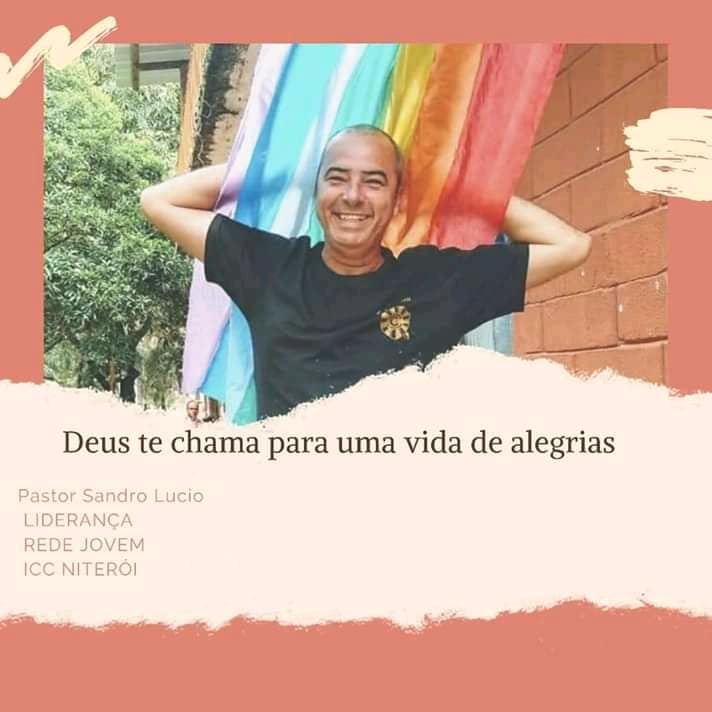 Deus te chama para uma vida de alegrias
Pastor Sandro Lucio
LIDERANÇA
REDE JOVEM
ICC NITERÓI